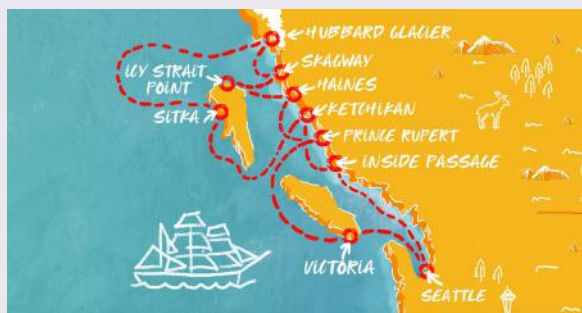 HUBBARD GLACIER
SKAGWAY
ICY STRAIT
POINT
HAINES
SITKA
KETCHIKAN
PRINCE RUPERT
INSIDE PASSAGE
VICTORIA
SEATTLE